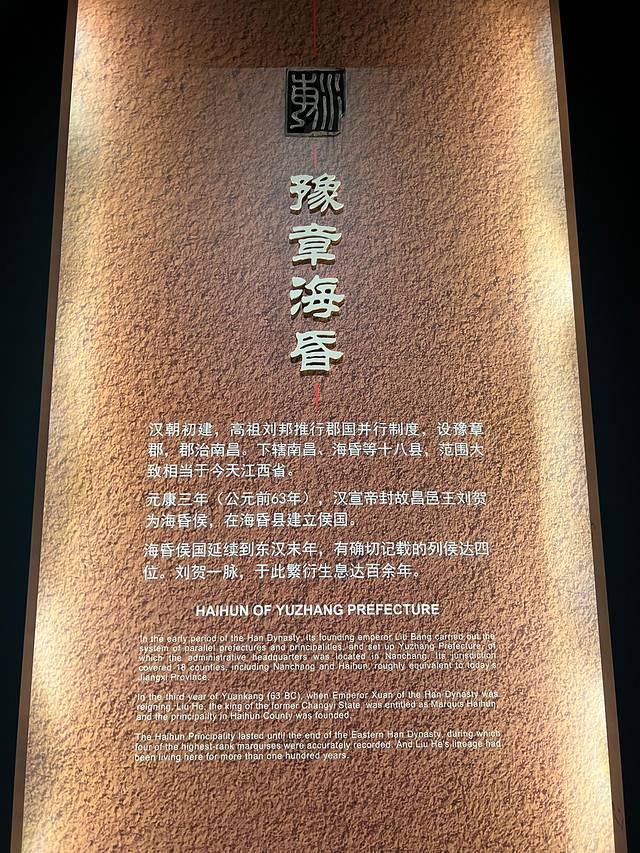 豫章海昏
汉朝初建，高祖刘邦推行郡国并行制度，设豫章
郡，郡治南昌。下辖南昌、海昏等十八县，范围大
致相当于今天江西省。
元康三年（公元前63年），汉宣帝封故昌邑王刘贺
为海昏侯，在海昏县建立侯国。
海昏侯国延续到东汉末年，有确切记载的列侯达四
位。刘贺一脉，于此繁衍生息达百余年。
HAIHUN OF YUZHANG PREFECTURE
In the early period of the Han Dynasty, its founding emperor Liu Bang carried out the
system of parallel prefectures and principalities, and set up Yuzhang Prefecture, of
which the administrative headquarters was located in Nanchang. Its jurisdiction
covered 18 counties, including Nanchang and Haihun, roughly equivalent to today's
Jiangxi Province.
In the third year of Yuankang (63 BC), when Emperor Xuan of the Han Dynasty was
reigning, Liu He, the king of the former Changyi State, was entitled as Marquis Haihun,
and the principality in Haihun County was founded.
The Haihun Principality lasted until the end of the Eastern Han Dynasty, during which
four of the highest-rank marquises were accurately recorded. And Liu He's lineage had
been living here for more than one hundred years.